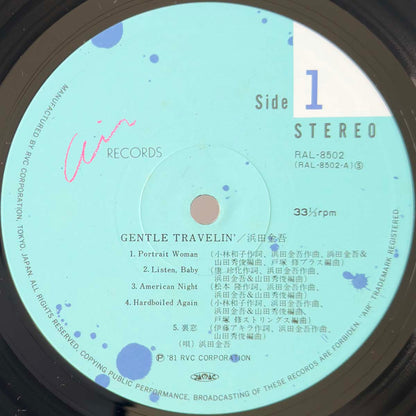 Side 1
STEREO
Air RECORDS
RAL-8502
(RAL-8502-A) Ⓢ
33⅓rpm
GENTLE TRAVELIN'/浜田金吾
1. Portrait Woman (小林和子作詞、浜田金吾作曲、浜田金吾&
山田秀俊編曲、戸塚 修ブラス編曲)
2. Listen, Baby (康 珍化作詞、浜田金吾作曲、
浜田金吾&山田秀俊編曲)
3. American Night (松本 隆作詞、浜田金吾作曲、
浜田金吾&山田秀俊編曲)
4. Hardboiled Again (小林和子作詞、浜田金吾作曲、
浜田金吾&山田秀俊編曲、
戸塚 修ストリングス編曲)
5. 裏窓 (伊藤アキラ作詞、浜田金吾作曲、
浜田金吾&山田秀俊編曲)
(唄) 浜田金吾
Ⓟ '81 RVC CORPORATION
JASRAC
MANUFACTURED BY RVC CORPORATION, TOKYO, JAPAN. ALL RIGHTS RESERVED. COPYING PUBLIC PERFORMANCE, BROADCASTING OF THESE RECORDS ARE FORBIDDEN. "AIR" TRADEMARK REGISTERED.